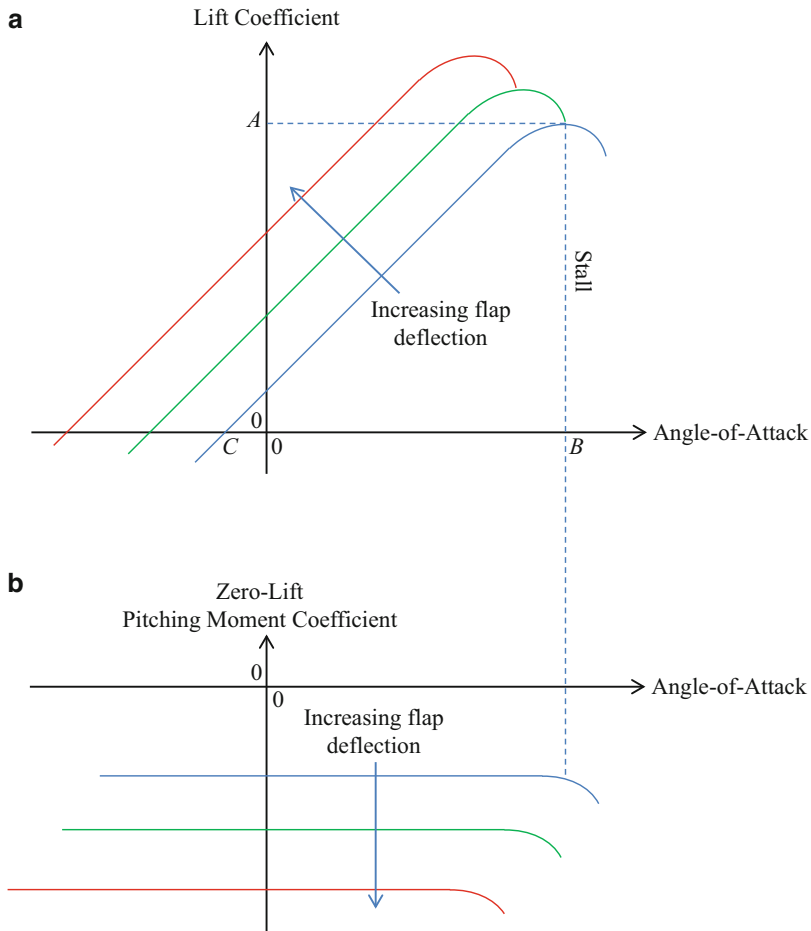 a
Lift Coefficient
A
Stall
Increasing flap
deflection
0
Angle-of-Attack
C
0
B
b
Zero-Lift
Pitching Moment Coefficient
0
Angle-of-Attack
0
Increasing flap
deflection